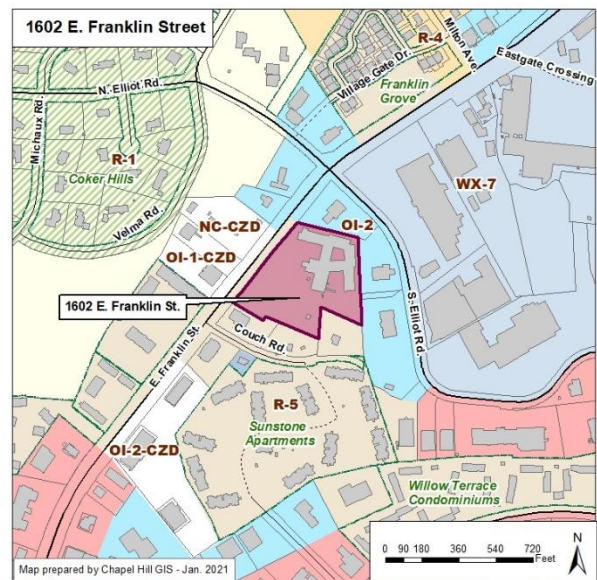 1602 E. Franklin Street
R-4
Milton Ave.
Village Gate Dr.
Franklin
Grove
Eastgate Crossing
N. Elliot Rd.
Michaux Rd.
R-1
Coker Hills
Velma Rd.
WX-7
NC-CZD
OI-2
OI-1-CZD
1602 E. Franklin St.
S. Elliot Rd.
Couch Rd.
E. Franklin St.
R-5
Sunstone
Apartments
OI-2-CZD
Willow Terrace
Condominiums
0 90 180 360 540 720
Feet
N
Map prepared by Chapel Hill GIS - Jan. 2021